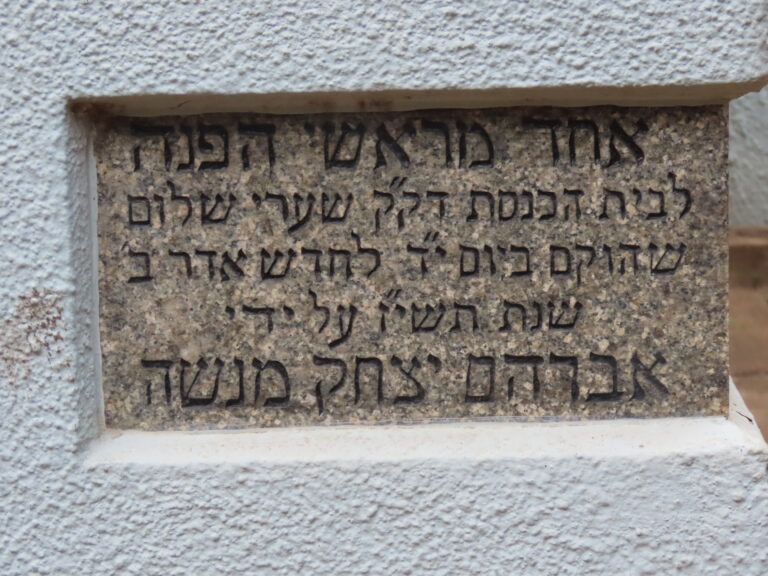 אחד מראשי הפנה
לבית הכנסת דק״ק שערי שלום
שהוקם ביום י״ד לחדש אדר ב
שנת תשי״ז על ידי
אברהם יצחק מנשה